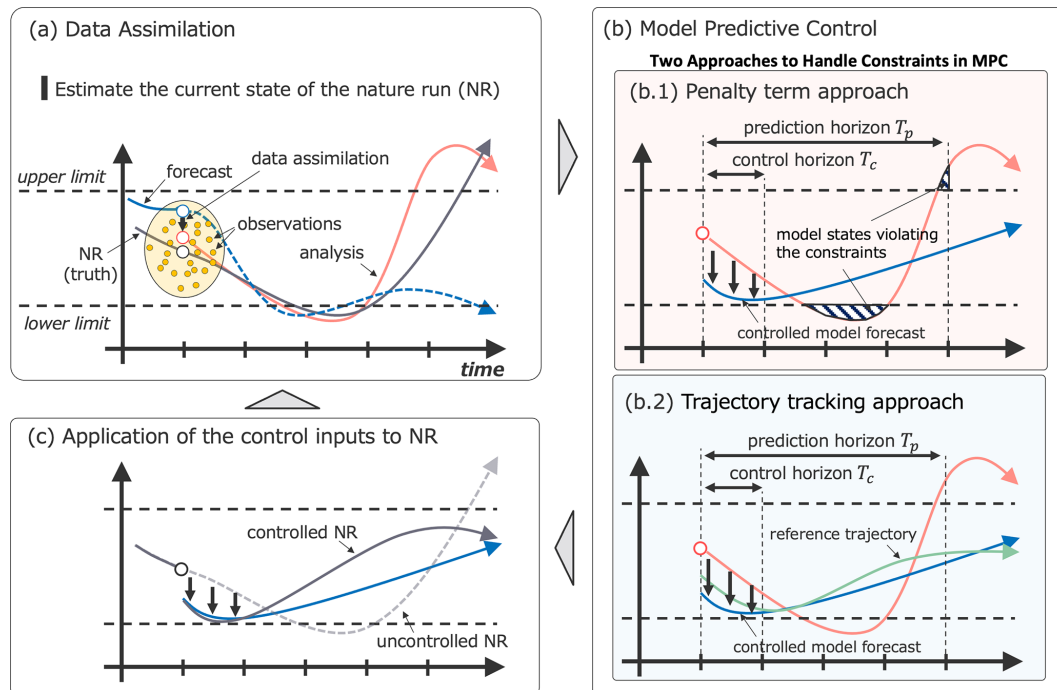 (a) Data Assimilation
Estimate the current state of the nature run (NR)
upper limit
forecast
data assimilation
observations
NR
(truth)
analysis
lower limit
time
(b) Model Predictive Control
Two Approaches to Handle Constraints in MPC
(b.1) Penalty term approach
prediction horizon Tp
control horizon Tc
model states violating
the constraints
controlled model forecast
(b.2) Trajectory tracking approach
prediction horizon Tp
control horizon Tc
reference trajectory
controlled model forecast
(c) Application of the control inputs to NR
controlled NR
uncontrolled NR